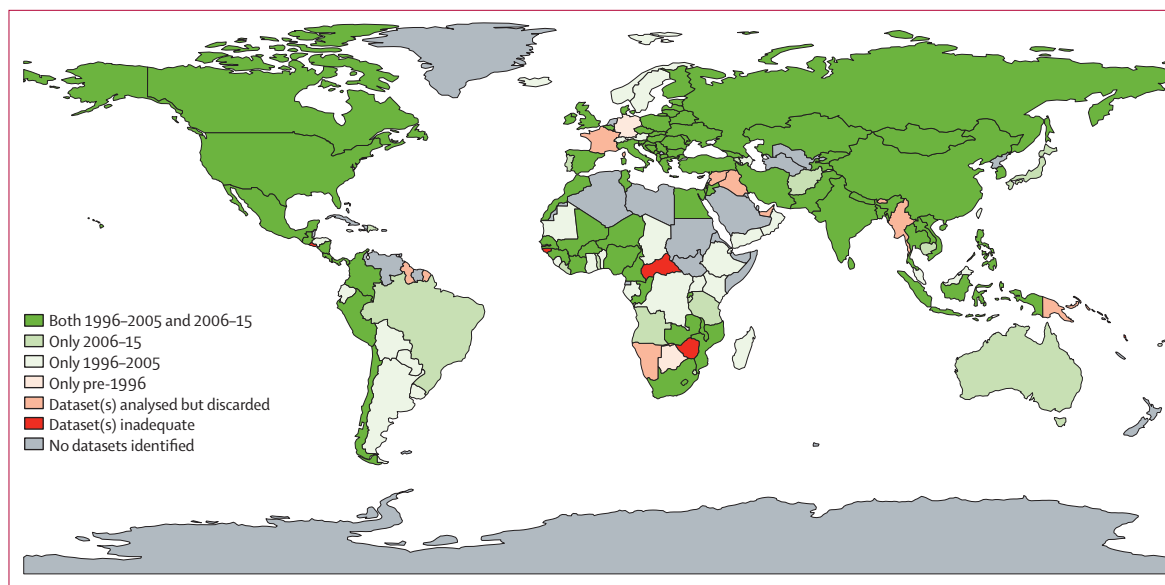 Both 1996–2005 and 2006–15
Only 2006–15
Only 1996–2005
Only pre-1996
Dataset(s) analysed but discarded
Dataset(s) inadequate
No datasets identified